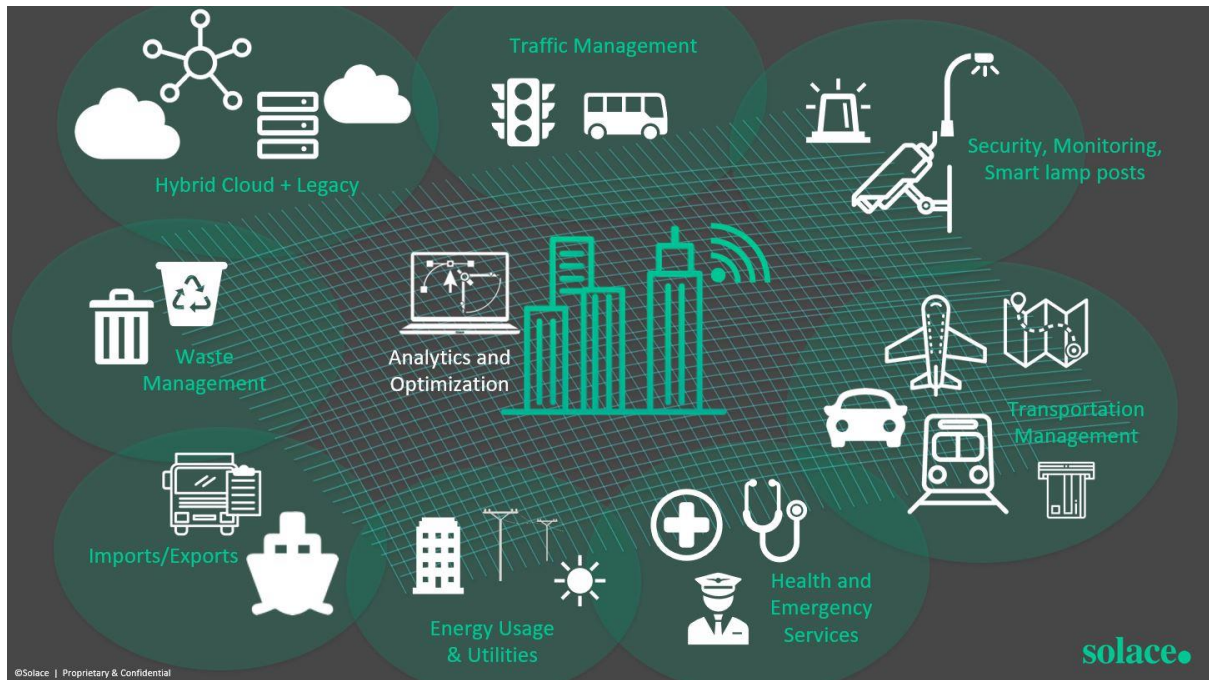 Traffic Management
Hybrid Cloud + Legacy
Security, Monitoring,
Smart lamp posts
Waste
Management
Analytics and
Optimization
Transportation
Management
Imports/Exports
Energy Usage
& Utilities
Health and
Emergency
Services
solace.
©Solace | Proprietary & Confidential